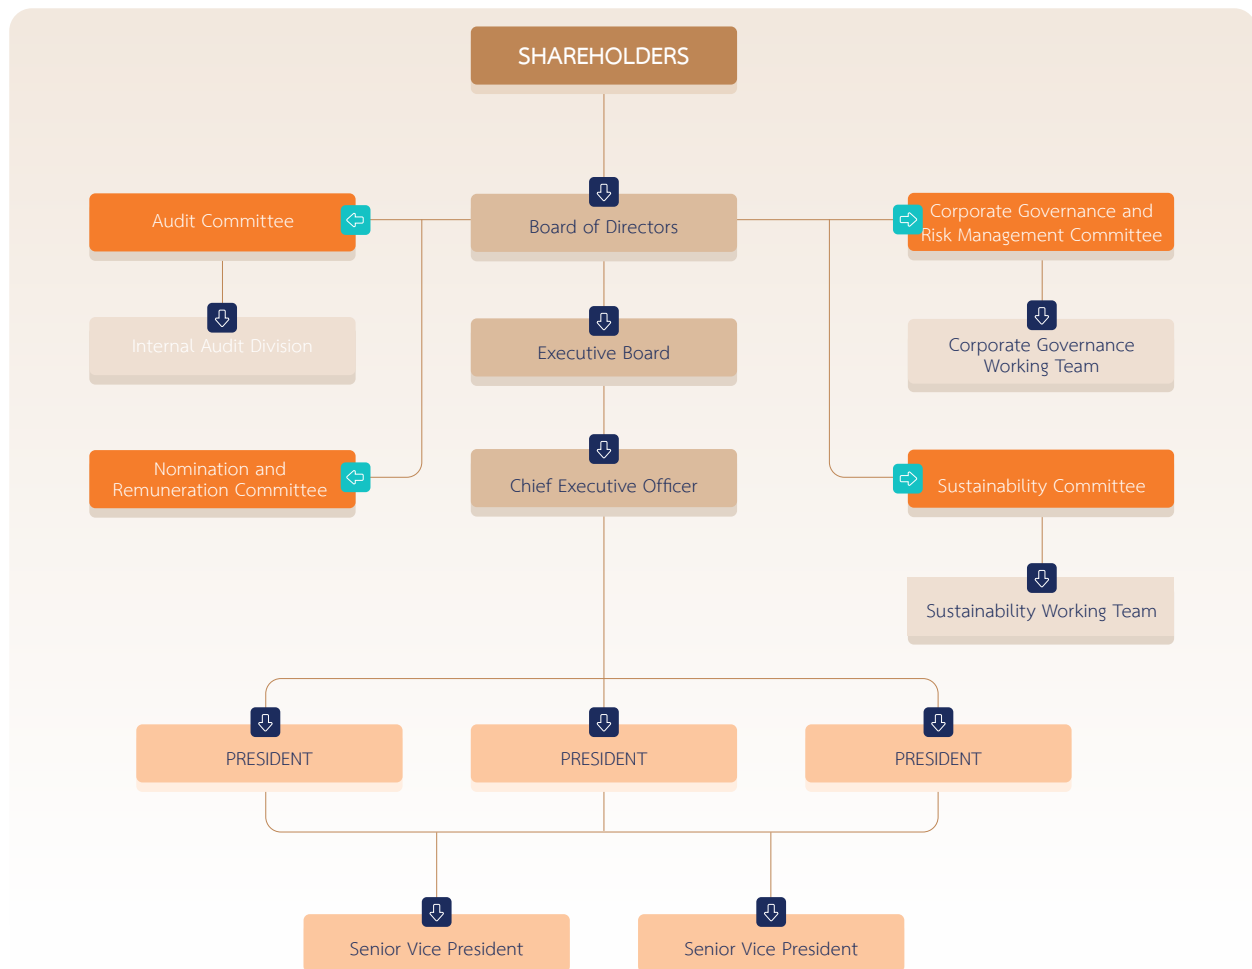 SHAREHOLDERS
Audit Committee
Board of Directors
Corporate Governance and
Risk Management Committee
Internal Audit Division
Executive Board
Corporate Governance
Working Team
Nomination and
Remuneration Committee
Chief Executive Officer
Sustainability Committee
Sustainability Working Team
PRESIDENT
PRESIDENT
PRESIDENT
Senior Vice President
Senior Vice President